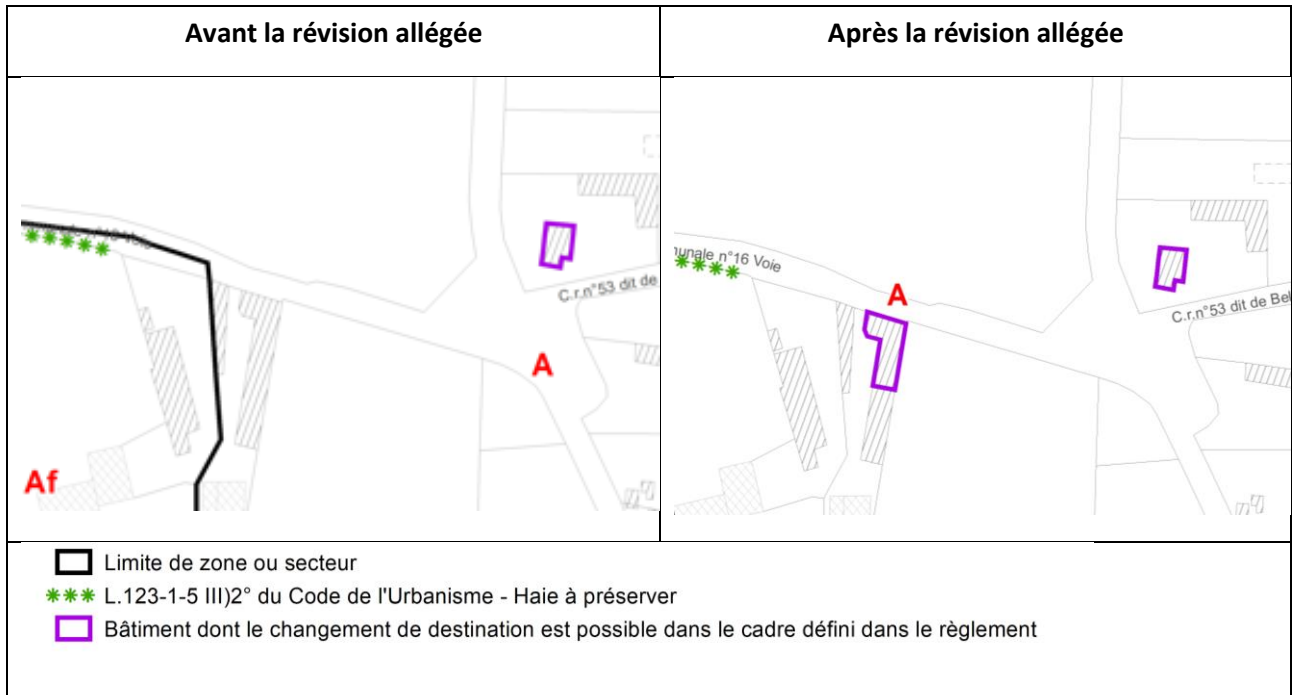 Avant la révision allégée
Après la révision allégée
C.r.n°53 dit de
A
Af
munale n°16 Voie
A
C.r.n°53 dit de Bel
Limite de zone ou secteur
L.123-1-5 III)2° du Code de l'Urbanisme - Haie à préserver
Bâtiment dont le changement de destination est possible dans le cadre défini dans le règlement